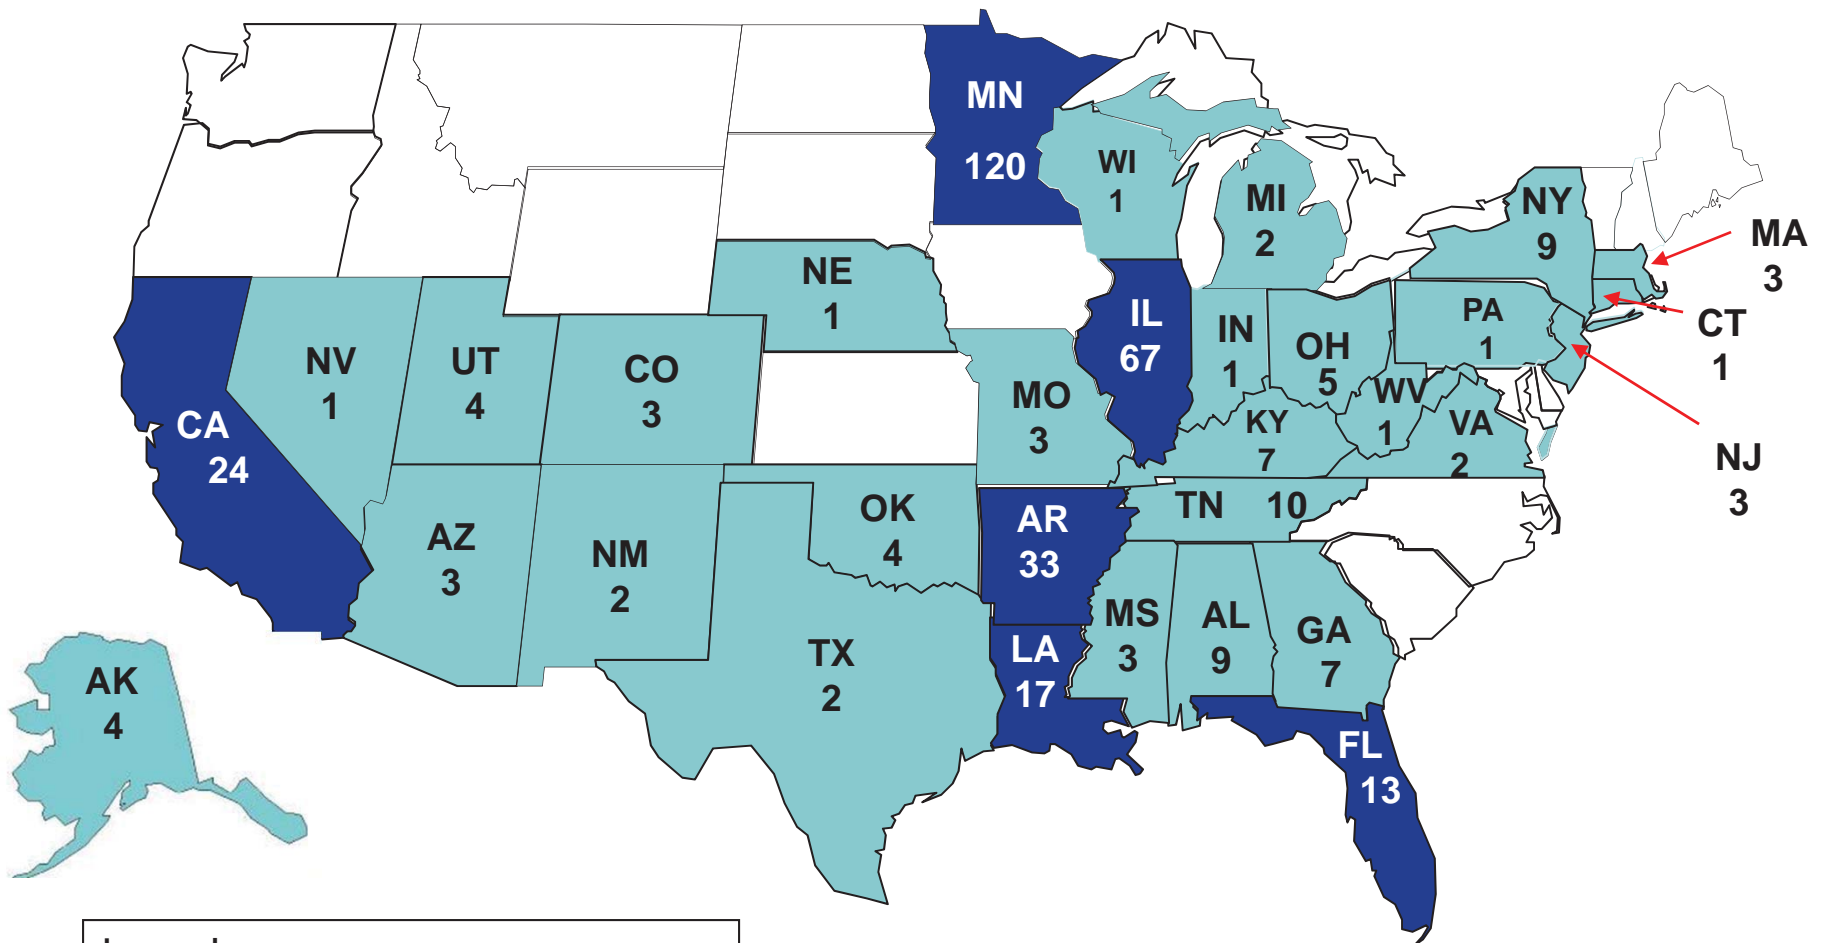 MN
120
WI
1
MI
2
NY
9
MA
3
NE
1
IL
67
IN
1
OH
5
PA
1
CT
1
NV
1
UT
4
CO
3
MO
3
WV
1
VA
2
KY
7
CA
24
NJ
3
AZ
3
NM
2
OK
4
AR
33
TN 10
MS
3
AL
9
GA
7
TX
2
LA
17
AK
4
FL
13